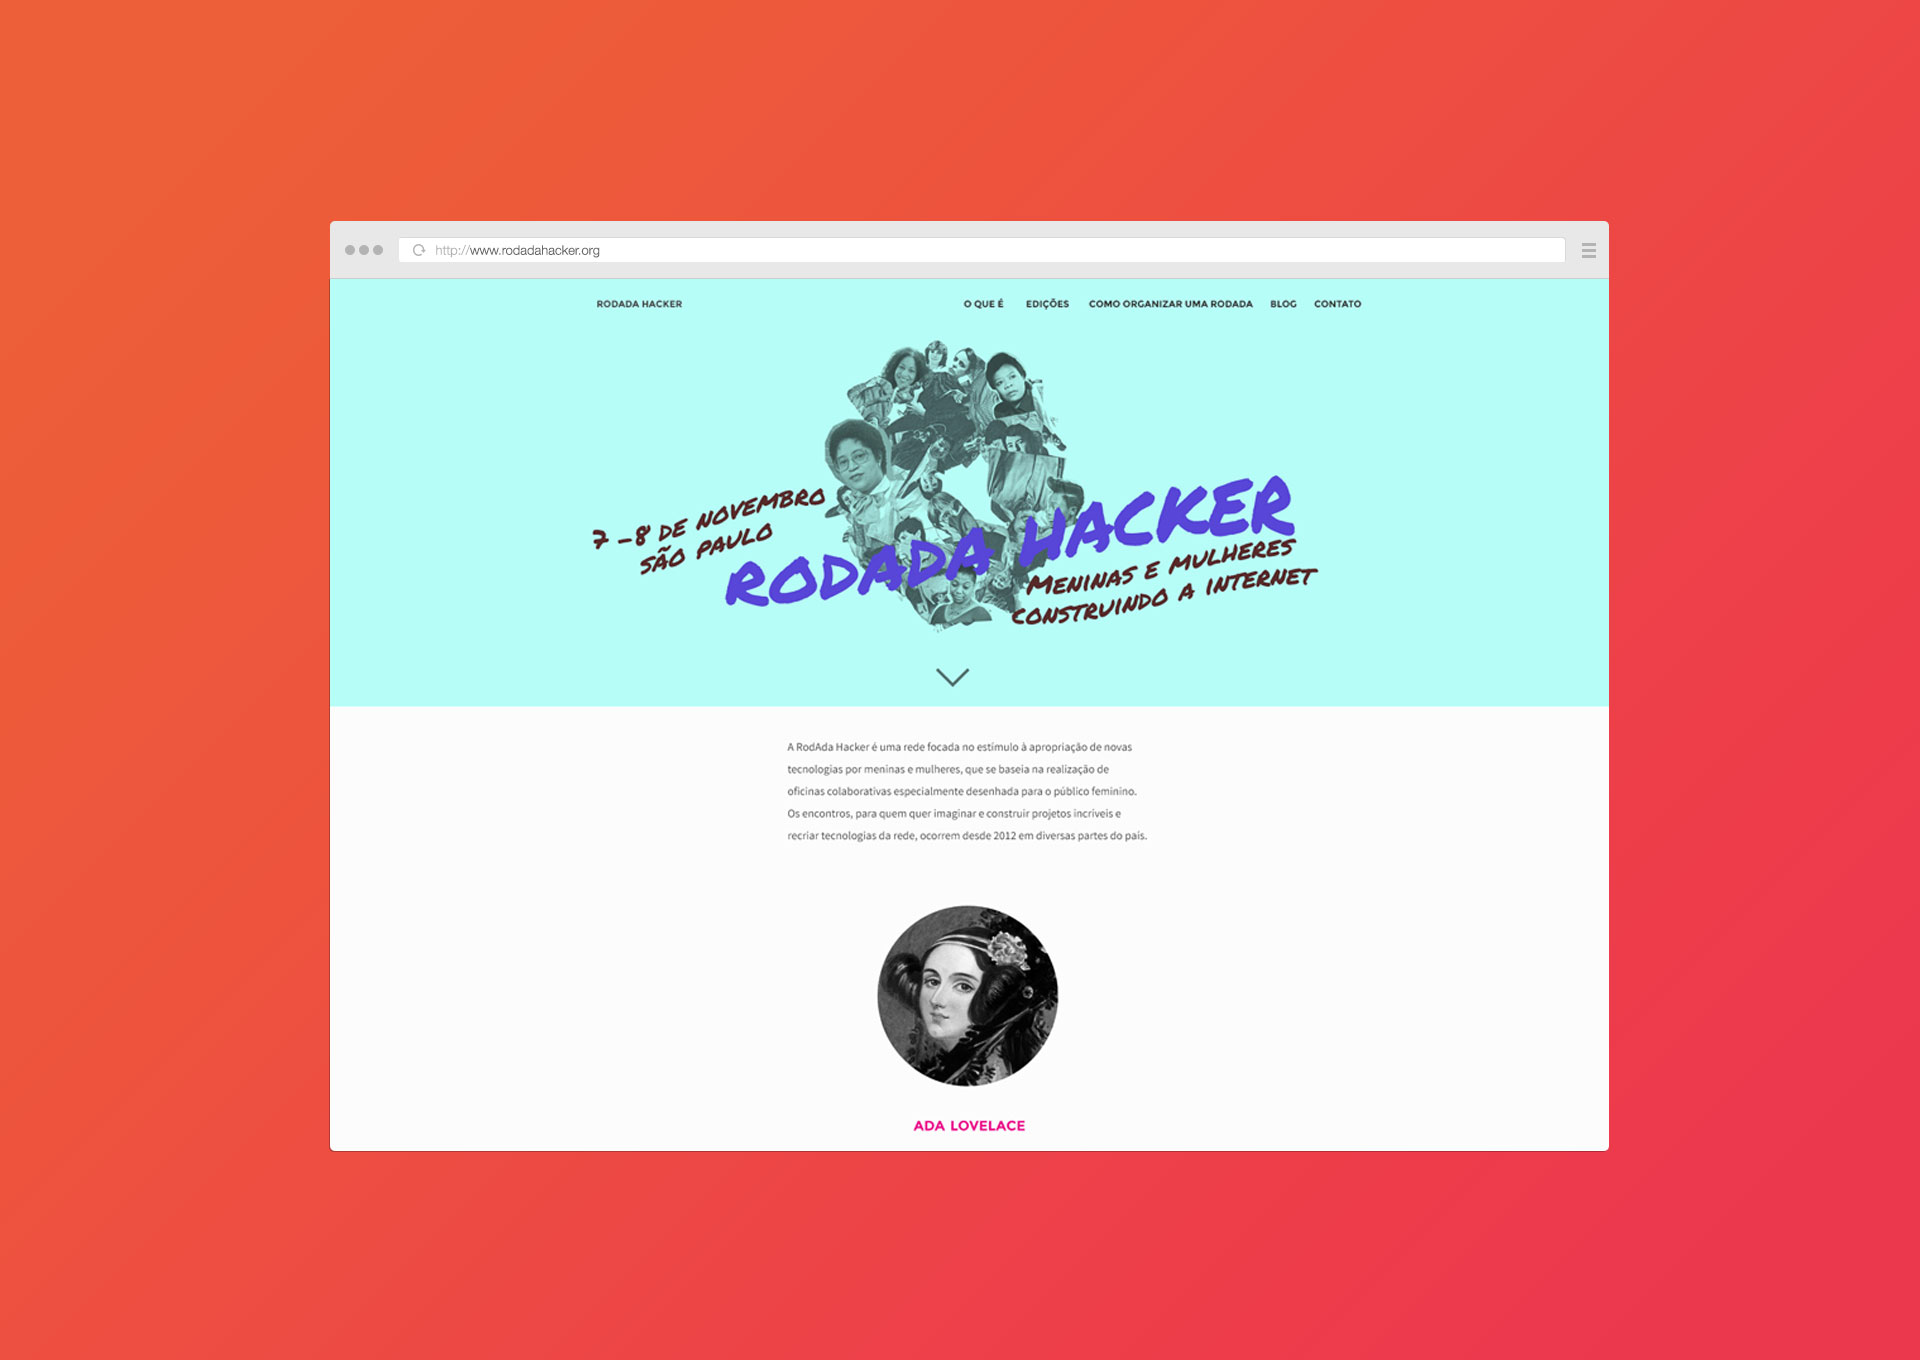 http://www.rodadahacker.org
RODADA HACKER
O QUE É
EDIÇÕES
COMO ORGANIZAR UMA RODADA
BLOG
CONTATO
7 - 8 DE NOVEMBRO
SÃO PAULO
RODADA HACKER
MENINAS E MULHERES
CONSTRUINDO A INTERNET
A RodAda Hacker é uma rede focada no estímulo à apropriação de novas
tecnologias por meninas e mulheres, que se baseia na realização de
oficinas colaborativas especialmente desenhada para o público feminino.
Os encontros, para quem quer imaginar e construir projetos incríveis e
recriar tecnologias da rede, ocorrem desde 2012 em diversas partes do país.
ADA LOVELACE